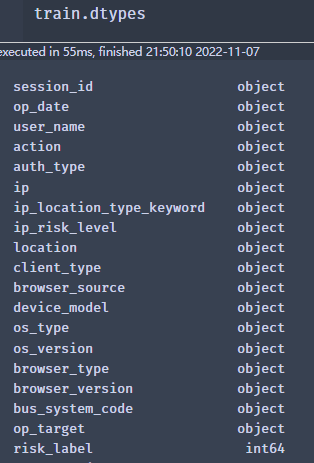 train.dtypes
executed in 55ms, finished 21:50:10 2022-11-07
session_id object
op_date object
user_name object
action object
auth_type object
ip object
ip_location_type_keyword object
ip_risk_level object
location object
client_type object
browser_source object
device_model object
os_type object
os_version object
browser_type object
browser_version object
bus_system_code object
op_target object
risk_label int64